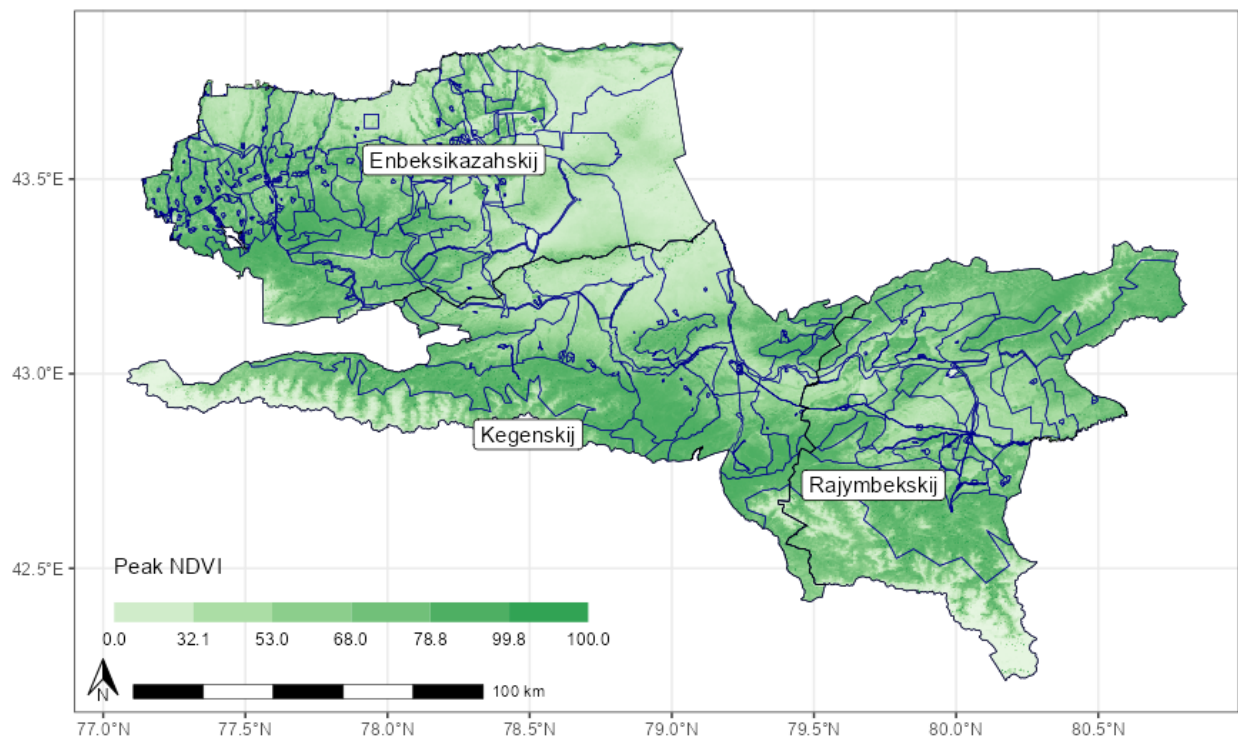 43.5°E
43.0°E
42.5°E
Enbeksikazahskij
Kegenskij
Rajymbekskij
Peak NDVI
0.0 32.1 53.0 68.0 78.8 99.8 100.0
N
100 km
77.0°N 77.5°N 78.0°N 78.5°N 79.0°N 79.5°N 80.0°N 80.5°N